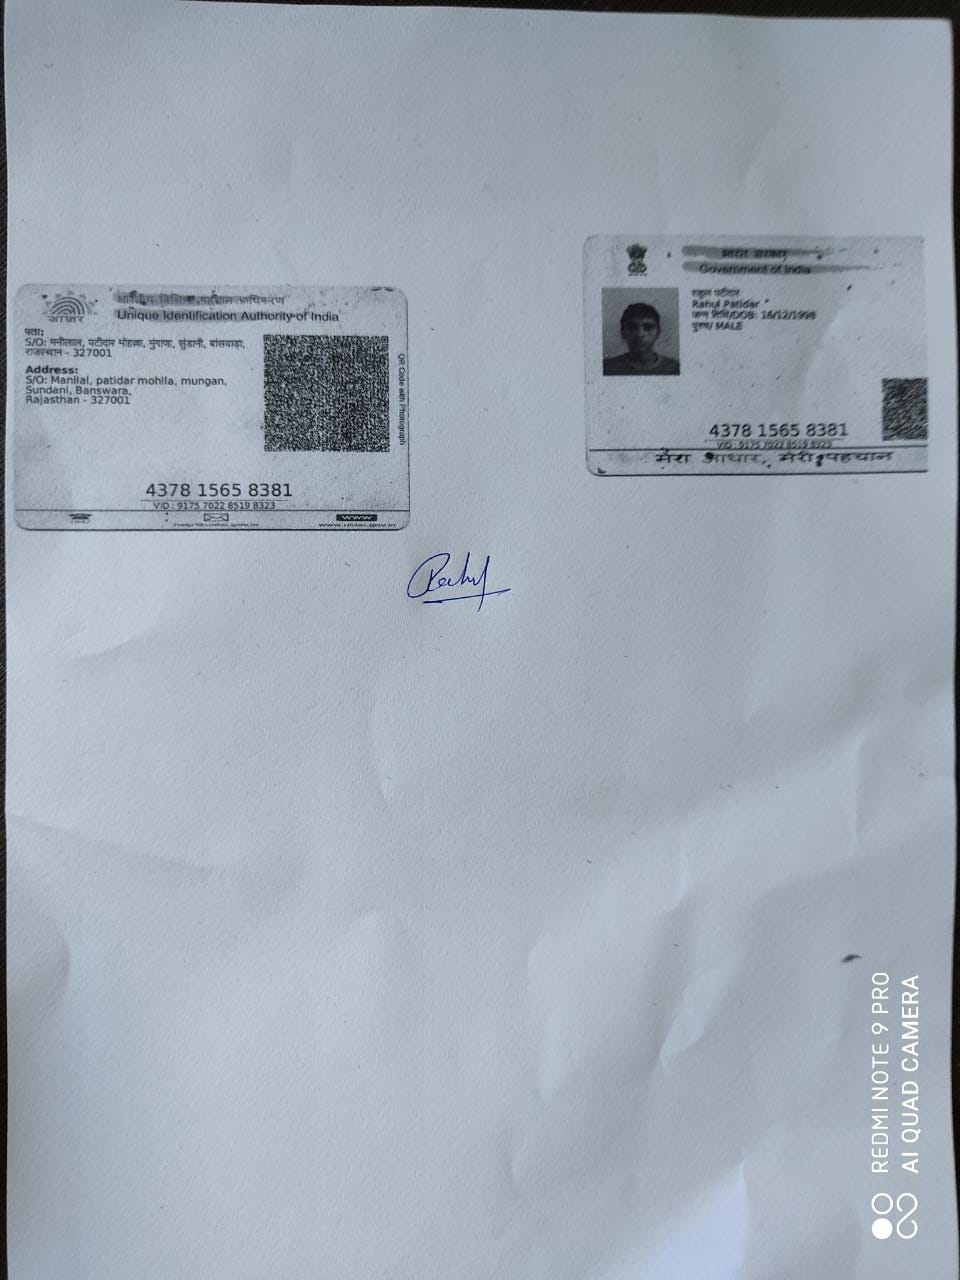 आधार
भारतीय विशिष्ट पहचान प्राधिकरण
Unique Identification Authority of India
पता:
S/O: मनीलाल, पटीदार मोहल्ला, मुंगाणा, सुंडानी, बांसवाड़ा,
राजस्थान - 327001
Address:
S/O: Manilal, patidar mohlla, mungan,
Sundani, Banswara,
Rajasthan - 327001
QR Code with Photograph
4378 1565 8381
VID : 9175 7022 8519 8323
1947
help@uidai.gov.in
WWW
www.uidai.gov.in
भारत सरकार
Government of India
राहुल पटीदार
Rahul Patidar
जन्म तिथि/DOB: 16/12/1998
पुरुष/ MALE
4378 1565 8381
VID : 9175 7022 8519 8323
मेरा आधार, मेरी पहचान
Rahul
REDMI NOTE 9 PRO
AI QUAD CAMERA